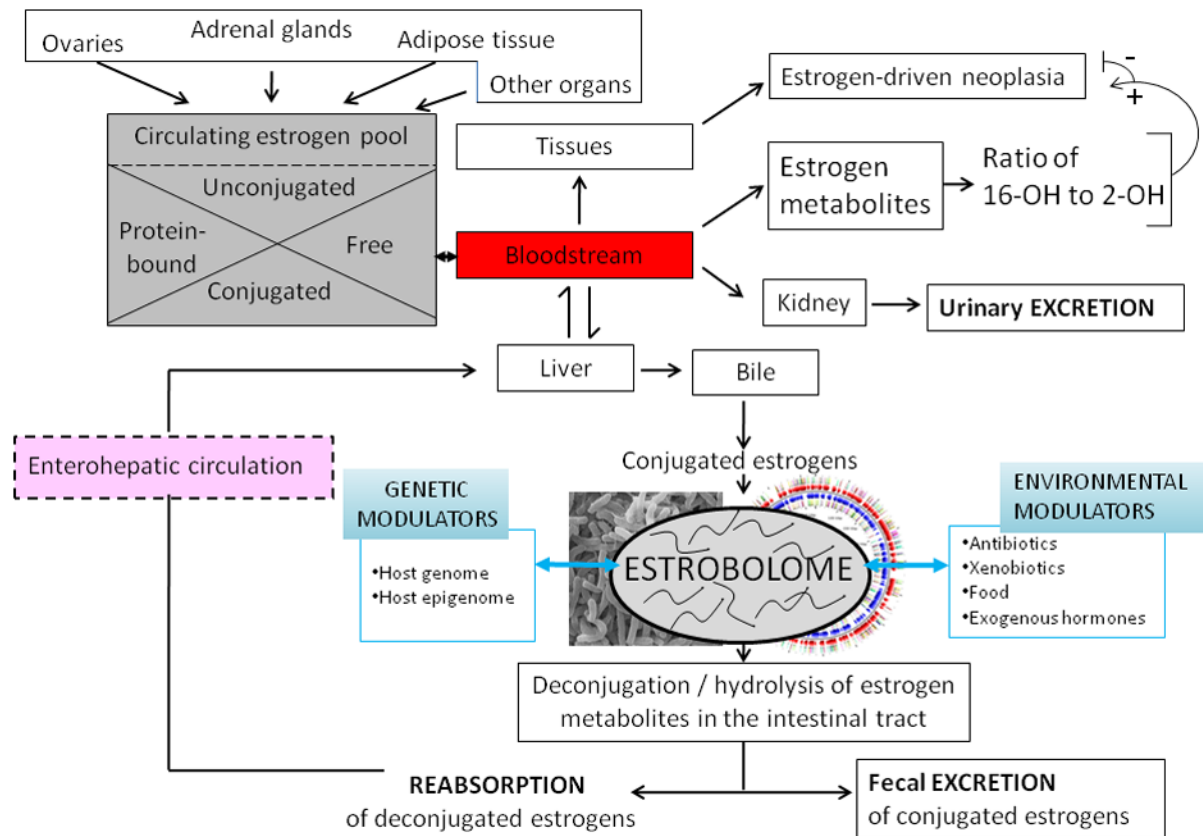 Ovaries
Adrenal glands
Adipose tissue
Other organs
Circulating estrogen pool
Unconjugated
Protein-
bound
Free
Conjugated
Tissues
Bloodstream
Estrogen-driven neoplasia
-
+
Estrogen
metabolites
Ratio of
16-OH to 2-OH
Kidney
Urinary EXCRETION
Liver
Bile
Enterohepatic circulation
Conjugated estrogens
GENETIC
MODULATORS
•Host genome
•Host epigenome
ESTROBOLOME
ENVIRONMENTAL
MODULATORS
•Antibiotics
•Xenobiotics
•Food
•Exogenous hormones
Deconjugation / hydrolysis of estrogen
metabolites in the intestinal tract
REABSORPTION
of deconjugated estrogens
Fecal EXCRETION
of conjugated estrogens